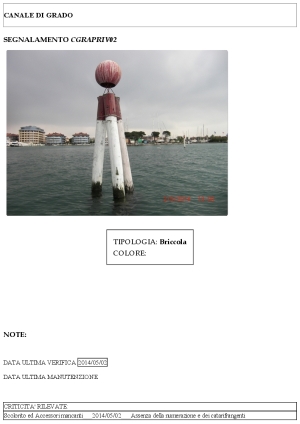 CANALE DI GRADO
SEGNALAMENTO CGRAPRIV02
TIPOLOGIA: Briccola
COLORE:
NOTE:
DATA ULTIMA VERIFICA 2014/05/02
DATA ULTIMA MANUTENZIONE
CRITICITA' RILEVATE
Scolorito ed Accessori mancanti 2014/05/02 Assenza della numerazione e dei catarifrangenti